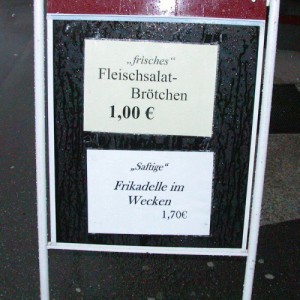 „frisches“
Fleischsalat-
Brötchen
1,00 €
„Saftige“
Frikadelle im
Wecken
1,70€